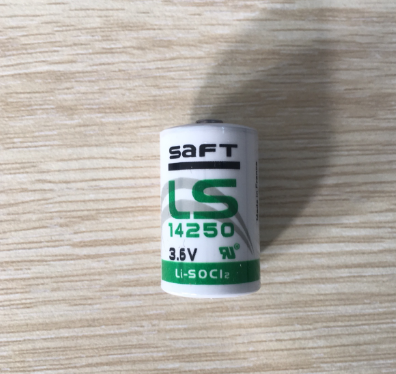 SAFT
LS
14250
3.6V
Li-SOCl₂